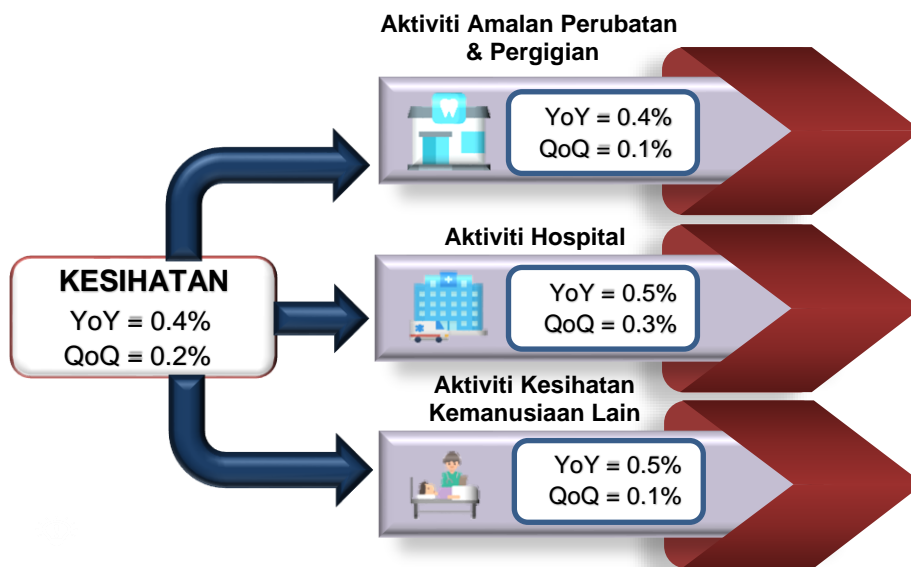 Aktiviti Amalan Perubatan
& Pergigian
YoY = 0.4%
QoQ = 0.1%
KESIHATAN
YoY = 0.4%
QoQ = 0.2%
Aktiviti Hospital
YoY = 0.5%
QoQ = 0.3%
Aktiviti Kesihatan
Kemanusiaan Lain
YoY = 0.5%
QoQ = 0.1%